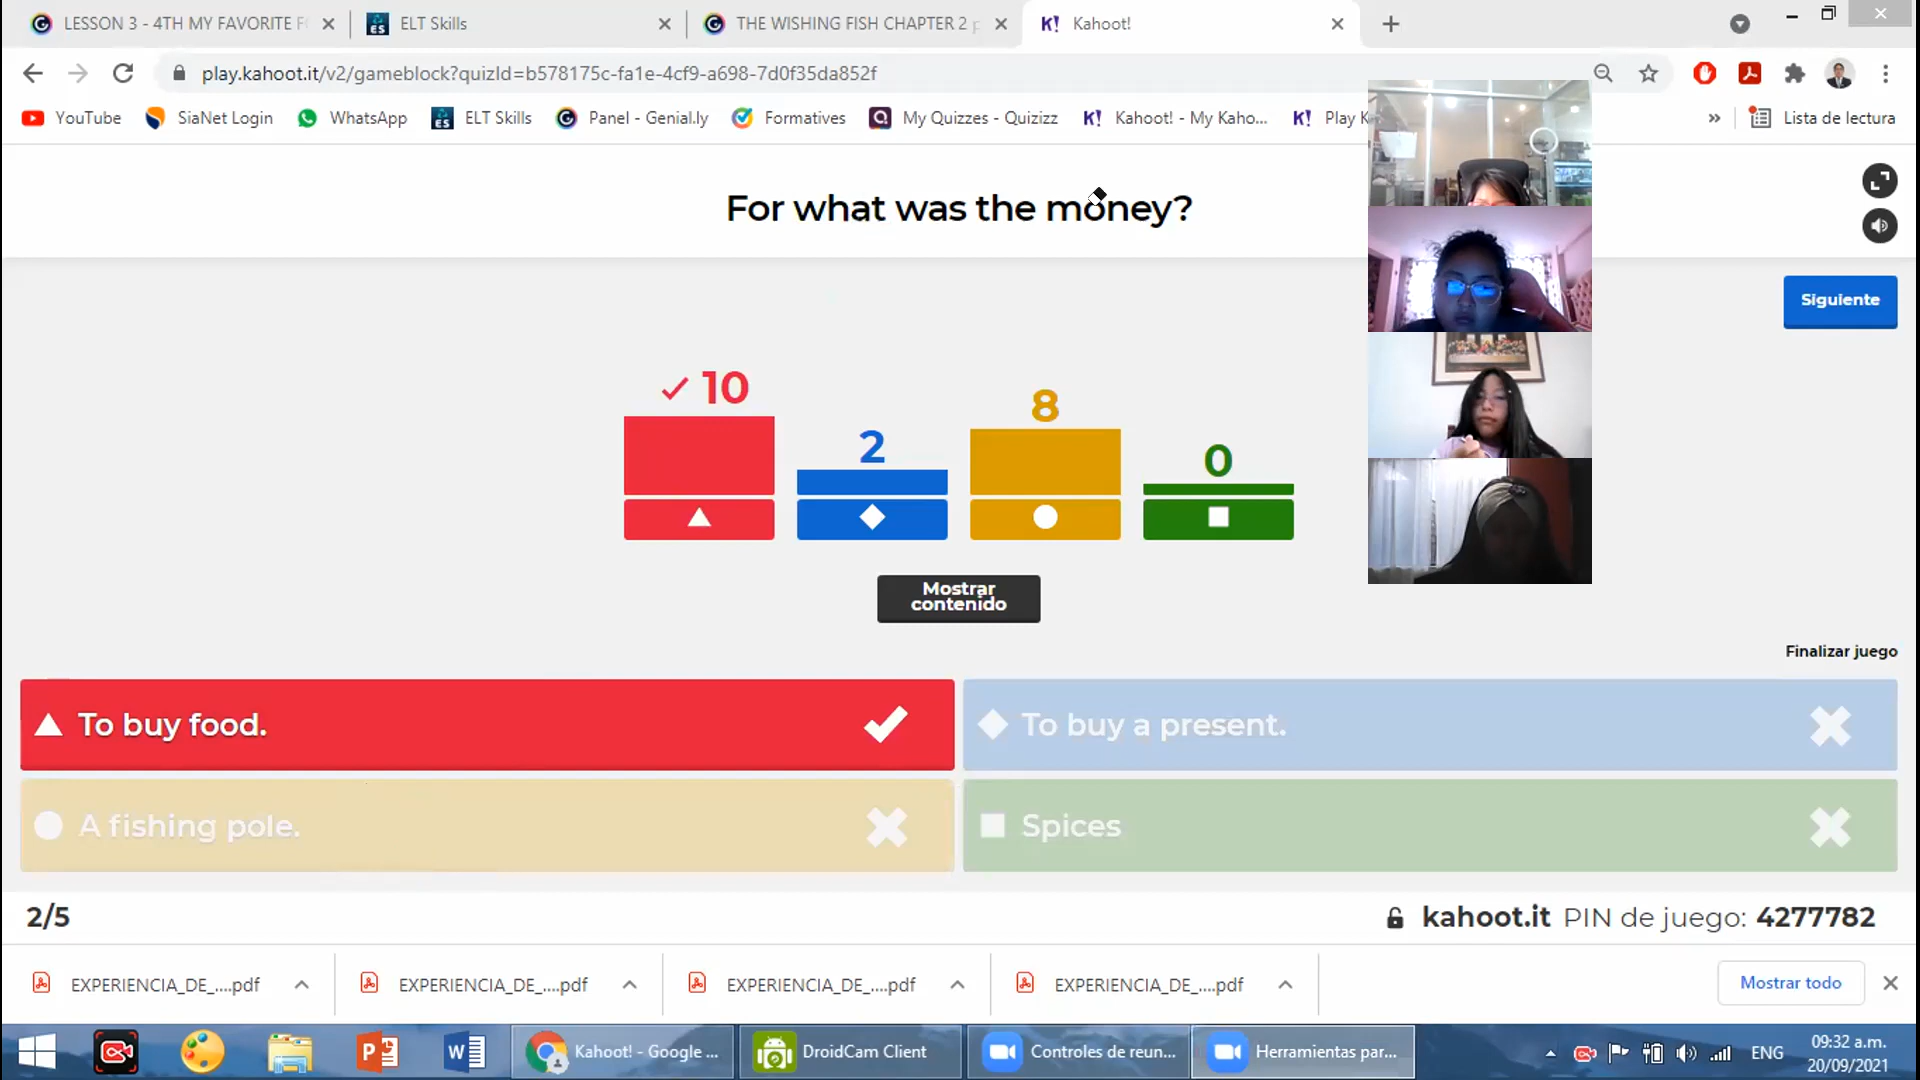 LESSON 3 - 4TH MY FAVORITE F
ELT Skills
THE WISHING FISH CHAPTER 2 p
Kahoot!
play.kahoot.it/v2/gameblock?quizId=b578175c-fa1e-4cf9-a698-7d0f35da852f
YouTube
SiaNet Login
WhatsApp
ELT Skills
Panel - Genial.ly
Formatives
My Quizzes - Quizizz
Kahoot! - My Kaho...
Play K
Lista de lectura
For what was the money?
Siguiente
10
2
8
0
Mostrar
contenido
Finalizar juego
To buy food.
To buy a present.
A fishing pole.
Spices
2/5
kahoot.it PIN de juego: 4277782
EXPERIENCIA_DE_....pdf
EXPERIENCIA_DE_....pdf
EXPERIENCIA_DE_....pdf
EXPERIENCIA_DE_....pdf
Mostrar todo
Kahoot! - Google ...
DroidCam Client
Controles de reun...
Herramientas par...
ENG
09:32 a.m.
20/09/2021